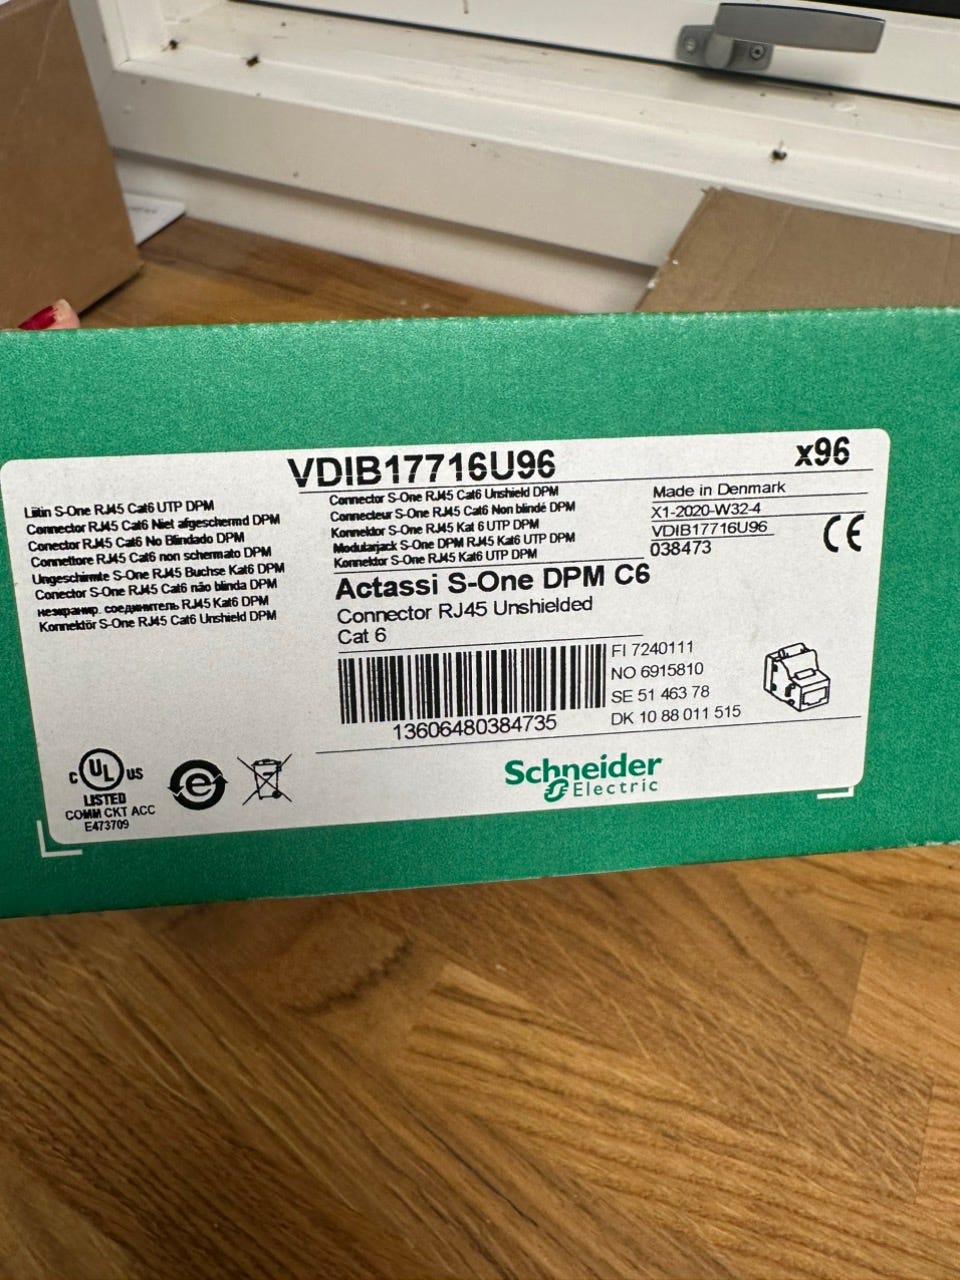 VDIB17716U96
x96
Liitin S-One RJ45 Cat6 UTP DPM
Connector RJ45 Cat6 Niet afgeschermd DPM
Conector RJ45 Cat6 No Blindado DPM
Connettore RJ45 Cat6 non schermato DPM
Ungeschirmte S-One RJ45 Buchse Kat6 DPM
Conector S-One RJ45 Cat6 não blinda DPM
неэкранир. соединитель RJ45 Kat6 DPM
Konnektör S-One RJ45 Cat6 Unshield DPM
Connector S-One RJ45 Cat6 Unshield DPM
Connecteur S-One RJ45 Cat6 Non blindé DPM
Konnektor S-One RJ45 Kat 6 UTP DPM
Modularjack S-One DPM RJ45 Kat6 UTP DPM
Konnektor S-One RJ45 Kat6 UTP DPM
Made in Denmark
X1-2020-W32-4
VDIB17716U96
038473
CE
Actassi S-One DPM C6
Connector RJ45 Unshielded
Cat 6
13606480384735
FI 7240111
NO 6915810
SE 51 463 78
DK 10 88 011 515
c UL US
LISTED
COMM CKT ACC
E473709
e
Schneider
Electric